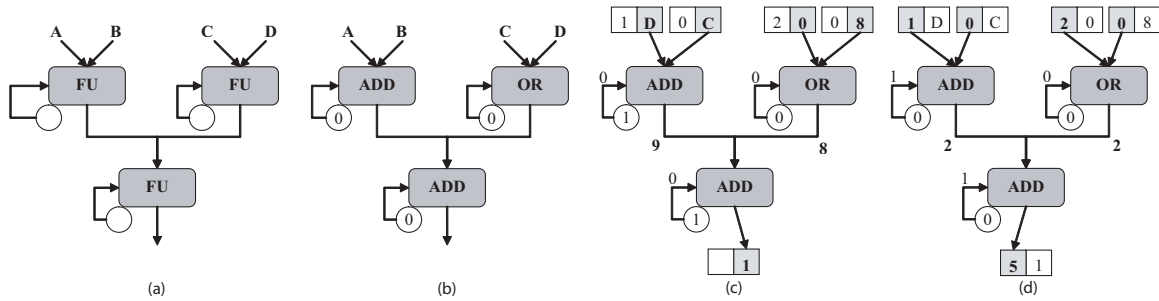 A B C D
FU FU
FU
(a)
A B C D
ADD OR
0 0
ADD
0
(b)
1 D 0 C 2 0 0 8
0 ADD 0 OR
1 0
9 8
0 ADD
1
1
(c)
1 D 0 C 2 0 0 8
1 ADD 0 OR
0 0
2 2
1 ADD
0
5 1
(d)